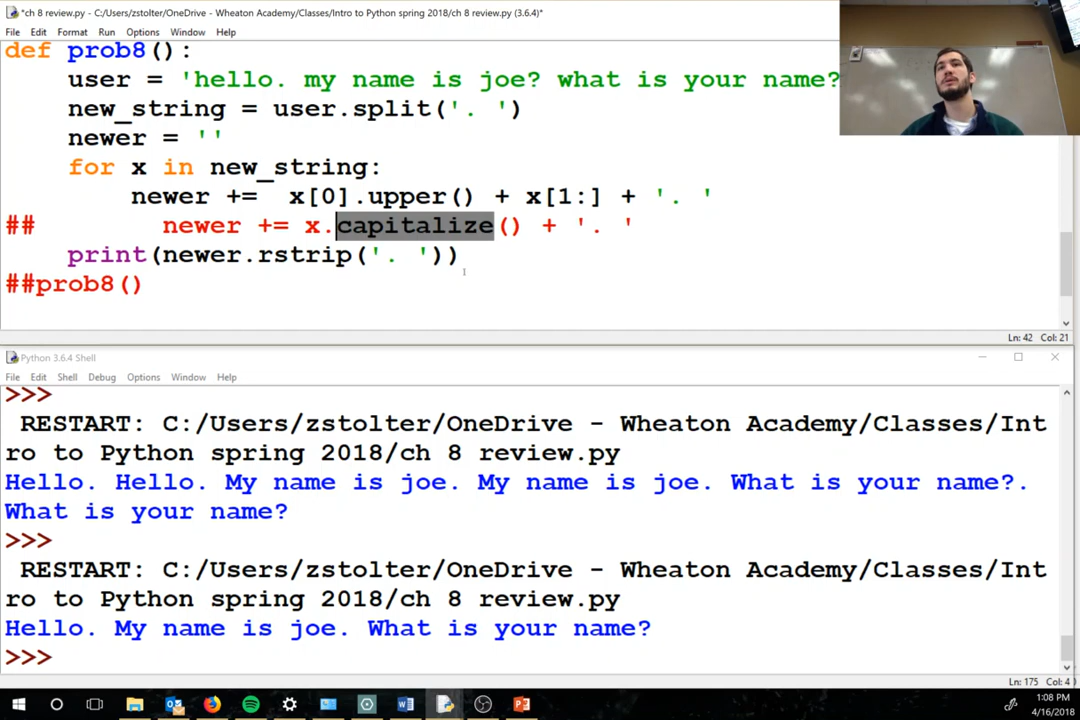 *ch 8 review.py - C:/Users/zstolter/OneDrive - Wheaton Academy/Classes/Intro to Python spring 2018/ch 8 review.py (3.6.4)*
File Edit Format Run Options Window Help
def prob8():
user = 'hello. my name is joe? what is your name?
new_string = user.split('. ')
newer = ''
for x in new_string:
newer += x[0].upper() + x[1:] + '. '
## newer += x.capitalize() + '. '
print(newer.rstrip('. '))
##prob8()
Ln: 42 Col: 21
Python 3.6.4 Shell
File Edit Shell Debug Options Window Help
>>>
RESTART: C:/Users/zstolter/OneDrive - Wheaton Academy/Classes/Int
ro to Python spring 2018/ch 8 review.py
Hello. Hello. My name is joe. My name is joe. What is your name?.
What is your name?
>>>
RESTART: C:/Users/zstolter/OneDrive - Wheaton Academy/Classes/Int
ro to Python spring 2018/ch 8 review.py
Hello. My name is joe. What is your name?
>>>
Ln: 175 Col: 4
1:08 PM
4/16/2018